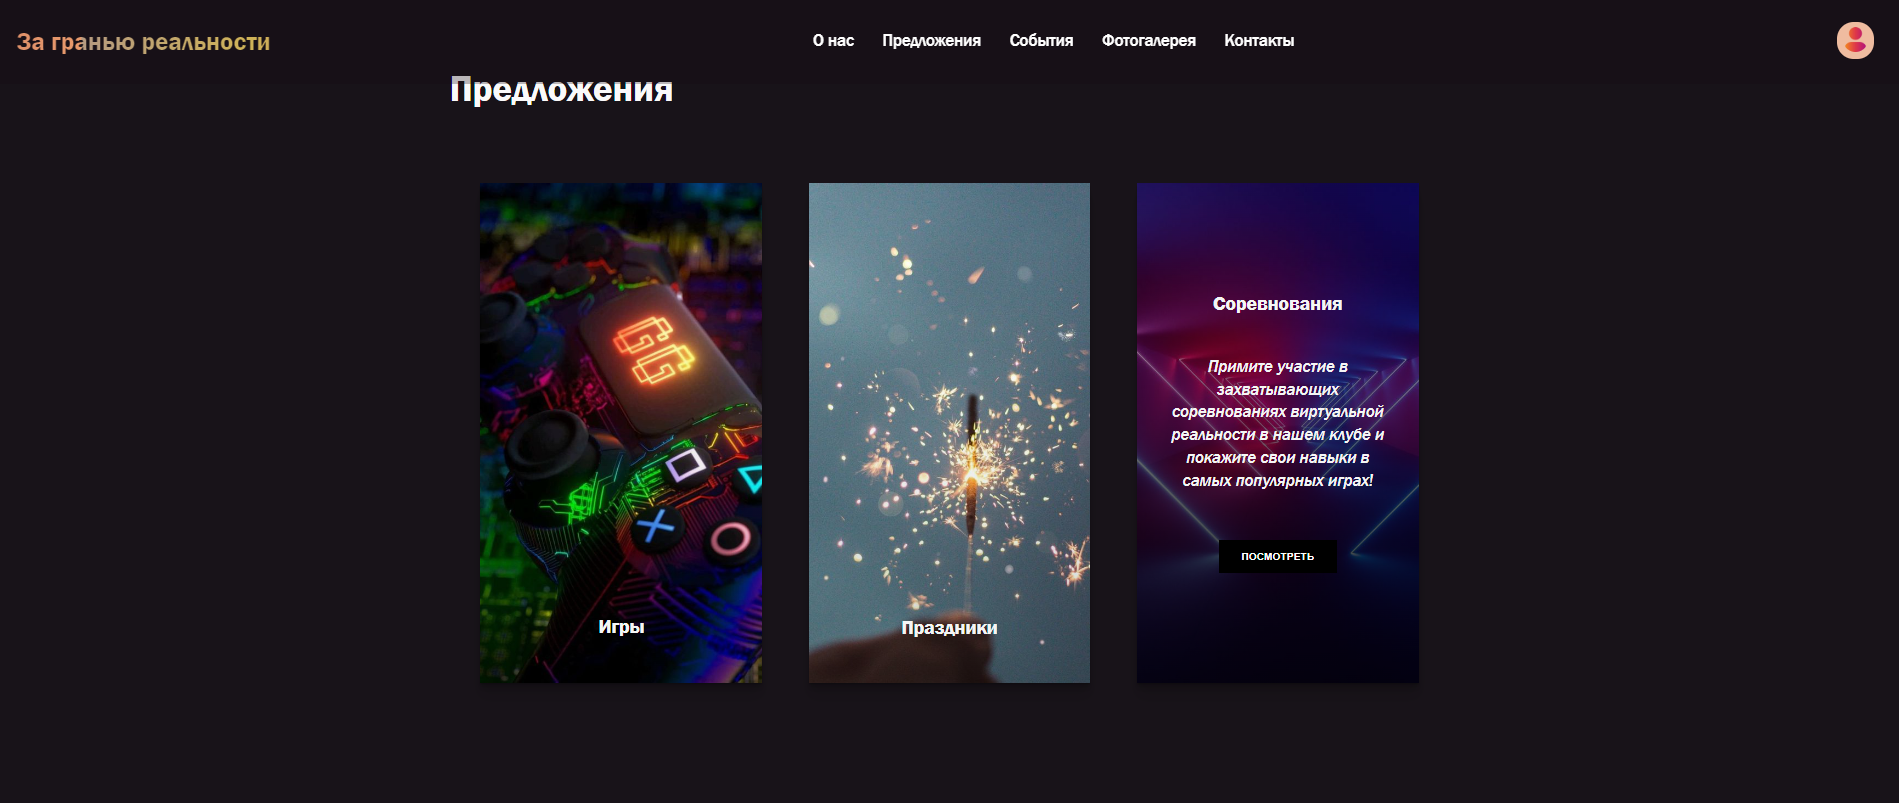 За гранью реальности
О нас Предложения События Фотогалерея Контакты
Предложения
GG
Игры
Праздники
Соревнования
Примите участие в
захватывающих
соревнованиях виртуальной
реальности в нашем клубе и
покажите свои навыки в
самых популярных играх!
ПОСМОТРЕТЬ